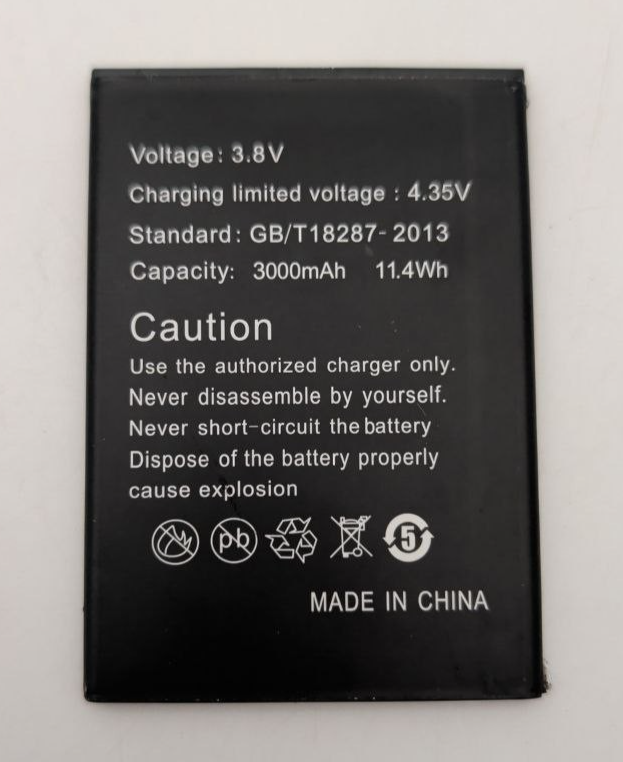 Voltage: 3.8V
Charging limited voltage : 4.35V
Standard: GB/T18287- 2013
Capacity: 3000mAh 11.4Wh
Caution
Use the authorized charger only.
Never disassemble by yourself.
Never short-circuit the battery
Dispose of the battery properly
cause explosion
pb 5
MADE IN CHINA